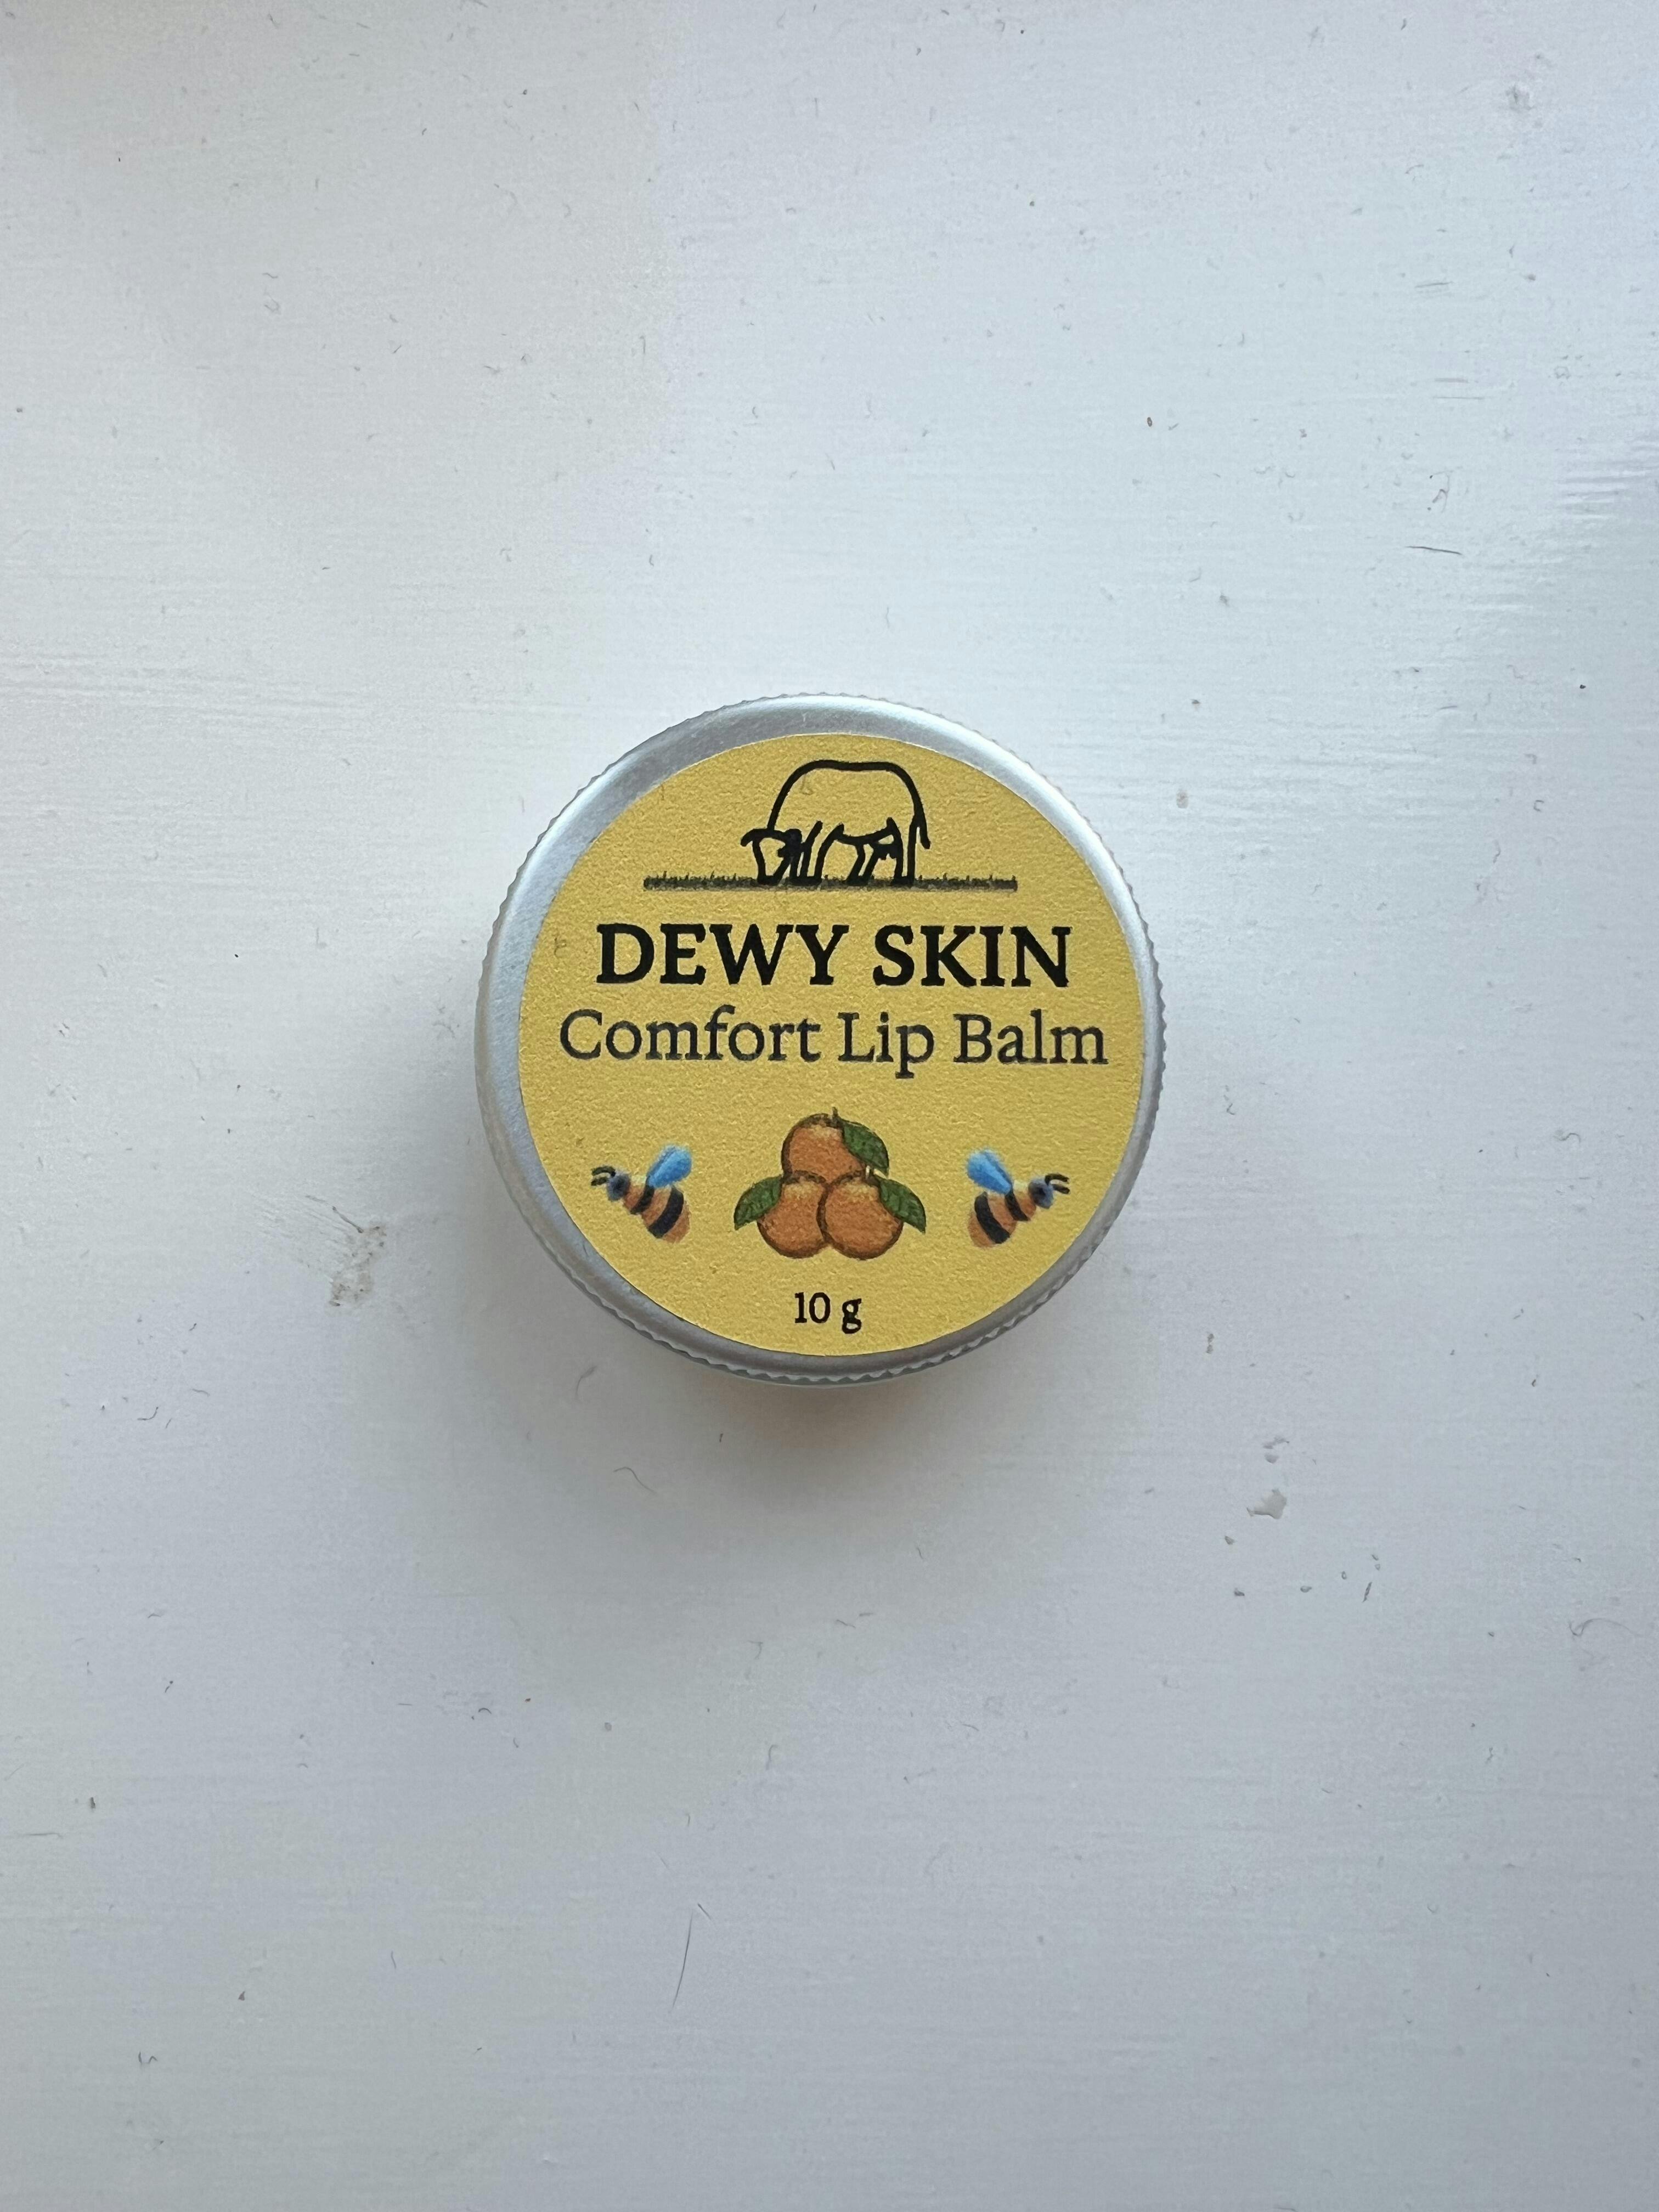 DEWY SKIN
Comfort Lip Balm
10 g